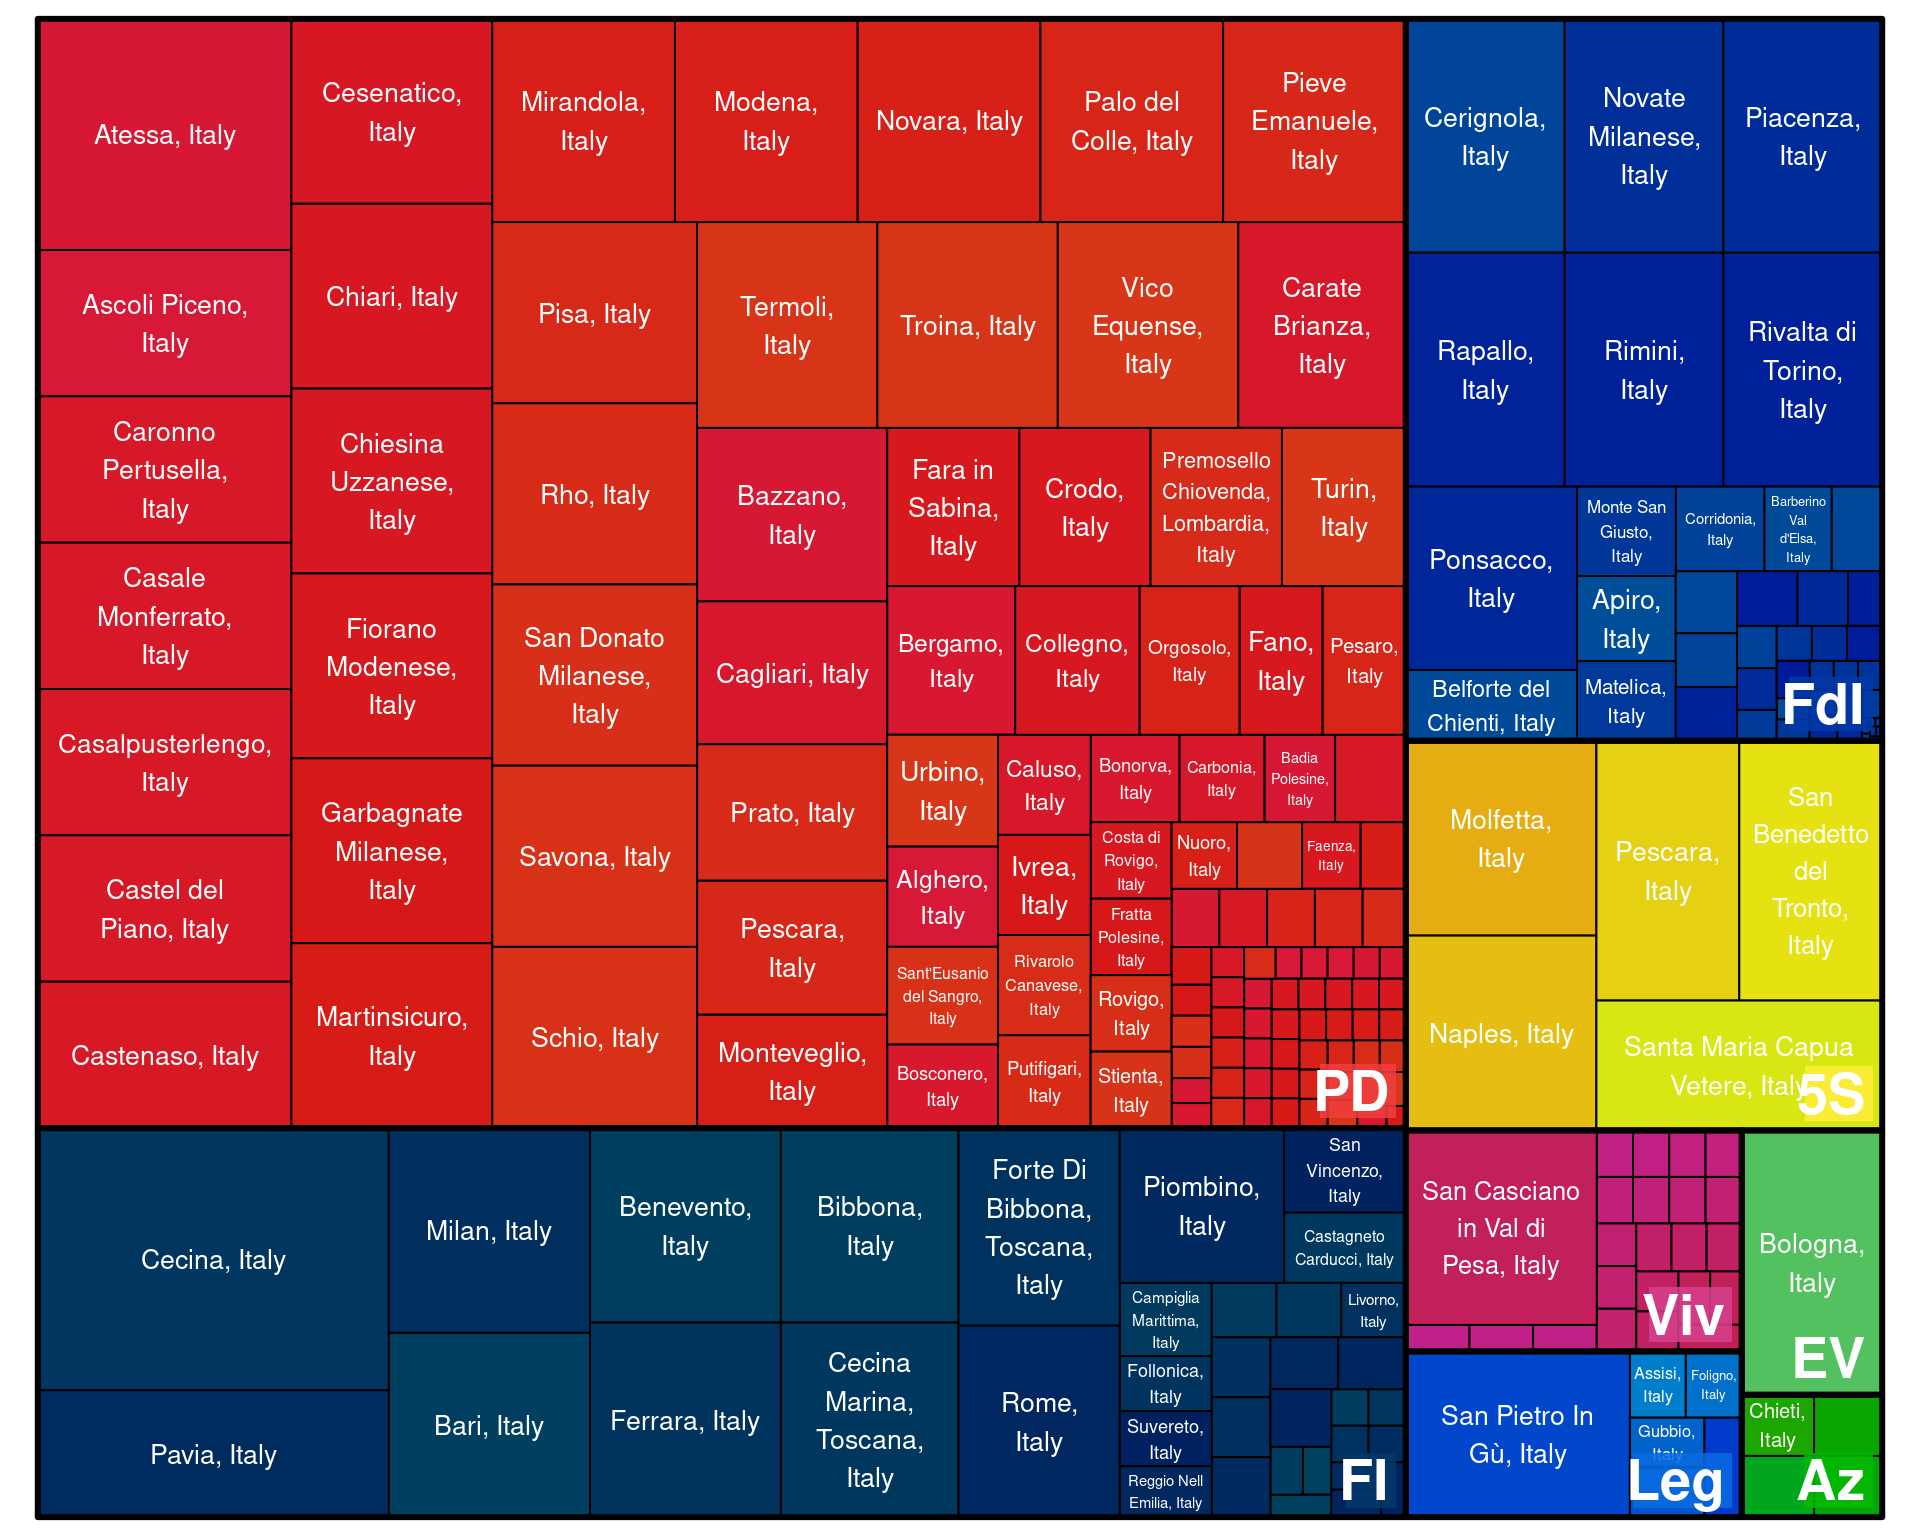 Atessa, Italy
Ascoli Piceno,
Italy
Caronno
Pertusella,
Italy
Casale
Monferrato,
Italy
Casalpusterlengo,
Italy
Castel del
Piano, Italy
Castenaso, Italy
Cesenatico,
Italy
Chiari, Italy
Chiesina
Uzzanese,
Italy
Fiorano
Modenese,
Italy
Garbagnate
Milanese,
Italy
Martinsicuro,
Italy
Mirandola,
Italy
Modena,
Italy
Novara, Italy
Palo del
Colle, Italy
Pieve
Emanuele,
Italy
Pisa, Italy
Rho, Italy
San Donato
Milanese,
Italy
Savona, Italy
Schio, Italy
Termoli,
Italy
Troina, Italy
Vico
Equense,
Italy
Carate
Brianza,
Italy
Bazzano,
Italy
Cagliari, Italy
Prato, Italy
Pescara,
Italy
Monteveglio,
Italy
Fara in
Sabina,
Italy
Crodo,
Italy
Premosello
Chiovenda,
Lombardia,
Italy
Turin,
Italy
Bergamo,
Italy
Collegno,
Italy
Orgosolo,
Italy
Fano,
Italy
Pesaro,
Italy
Urbino,
Italy
Alghero,
Italy
Sant'Eusanio
del Sangro,
Italy
Bosconero,
Italy
Caluso,
Italy
Ivrea,
Italy
Rivarolo
Canavese,
Italy
Putifigari,
Italy
Bonorva,
Italy
Carbonia,
Italy
Badia
Polesine,
Italy
Costa di
Rovigo,
Italy
Nuoro,
Italy
Faenza,
Italy
Fratta
Polesine,
Italy
Rovigo,
Italy
Stienta,
Italy
PD
Cerignola,
Italy
Novate
Milanese,
Italy
Piacenza,
Italy
Rapallo,
Italy
Rimini,
Italy
Rivalta di
Torino,
Italy
Ponsacco,
Italy
Belforte del
Chienti, Italy
Monte San
Giusto,
Italy
Apiro,
Italy
Matelica,
Italy
Corridonia,
Italy
Barberino
Val
d'Elsa,
Italy
FdI
Molfetta,
Italy
Naples, Italy
Pescara,
Italy
San
Benedetto
del
Tronto,
Italy
Santa Maria Capua
Vetere, Italy
5S
Cecina, Italy
Pavia, Italy
Milan, Italy
Bari, Italy
Benevento,
Italy
Ferrara, Italy
Bibbona,
Italy
Cecina
Marina,
Toscana,
Italy
Forte Di
Bibbona,
Toscana,
Italy
Rome,
Italy
Piombino,
Italy
San
Vincenzo,
Italy
Castagneto
Carducci, Italy
Campiglia
Marittima,
Italy
Follonica,
Italy
Suvereto,
Italy
Reggio Nell
Emilia, Italy
Livorno,
Italy
FI
San Casciano
in Val di
Pesa, Italy
Viv
Bologna,
Italy
EV
San Pietro In
Gù, Italy
Assisi,
Italy
Foligno,
Italy
Gubbio,
Italy
Leg
Chieti,
Italy
Az